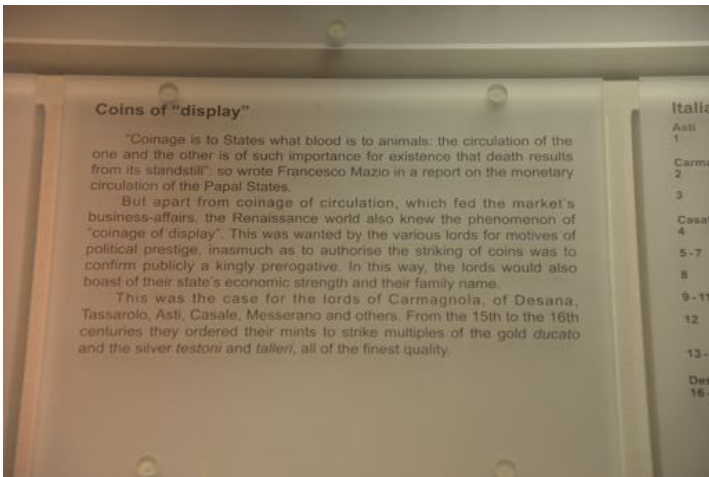 Coins of "display"
"Coinage is to States what blood is to animals: the circulation of the
one and the other is of such importance for existence that death results
from its standstill": so wrote Francesco Mazio in a report on the monetary
circulation of the Papal States.
But apart from coinage of circulation, which fed the market's
business-affairs, the Renaissance world also knew the phenomenon of
"coinage of display". This was wanted by the various lords for motives of
political prestige, inasmuch as to authorise the striking of coins was to
confirm publicly a kingly prerogative. In this way, the lords would also
boast of their state's economic strength and their family name.
This was the case for the lords of Carmagnola, of Desana,
Tassarolo, Asti, Casale, Messerano and others. From the 15th to the 16th
centuries they ordered their mints to strike multiples of the gold ducato
and the silver testoni and talleri, all of the finest quality.
Asti
1
2
3
4
5-7
8
12